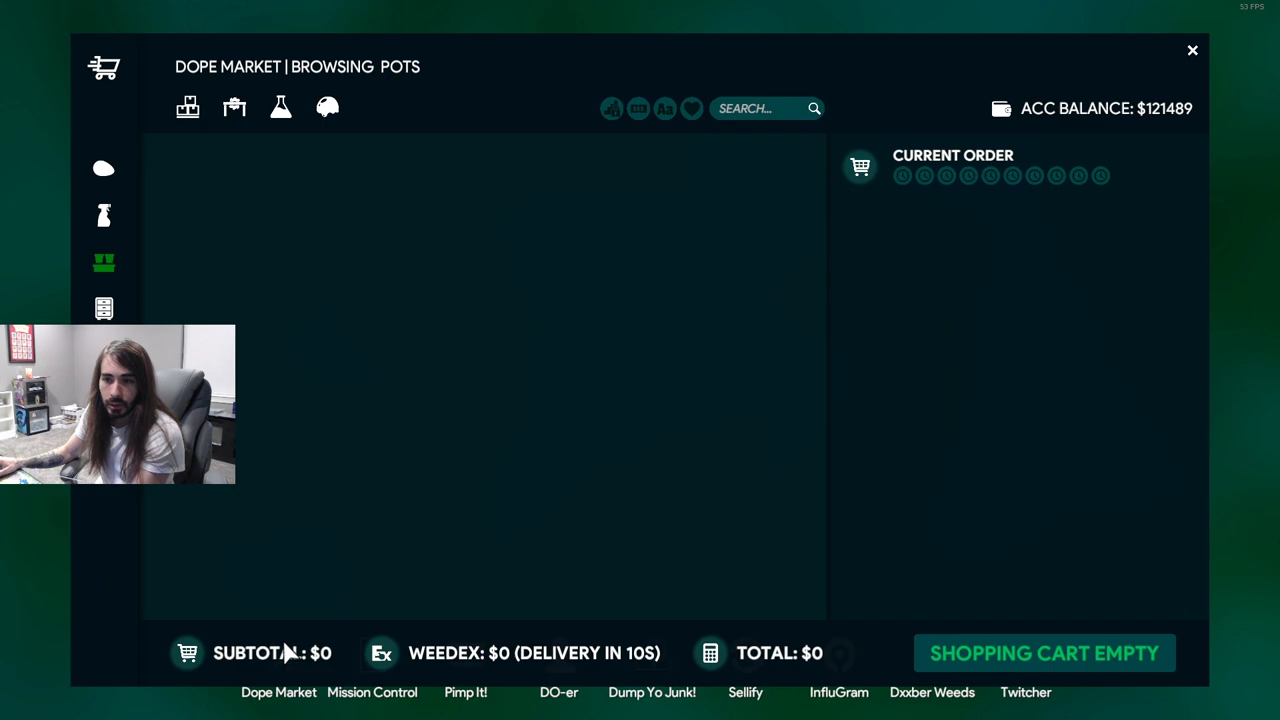 53 FPS
DOPE MARKET | BROWSING POTS
Aa
SEARCH...
ACC BALANCE: $121489
CURRENT ORDER
SUBTOTAL: $0
Ex
WEEDEX: $0 (DELIVERY IN 10S)
TOTAL: $0
SHOPPING CART EMPTY
Dope Market
Mission Control
Pimp It!
DO-er
Dump Yo Junk!
Sellify
InfluGram
Dxxber Weeds
Twitcher